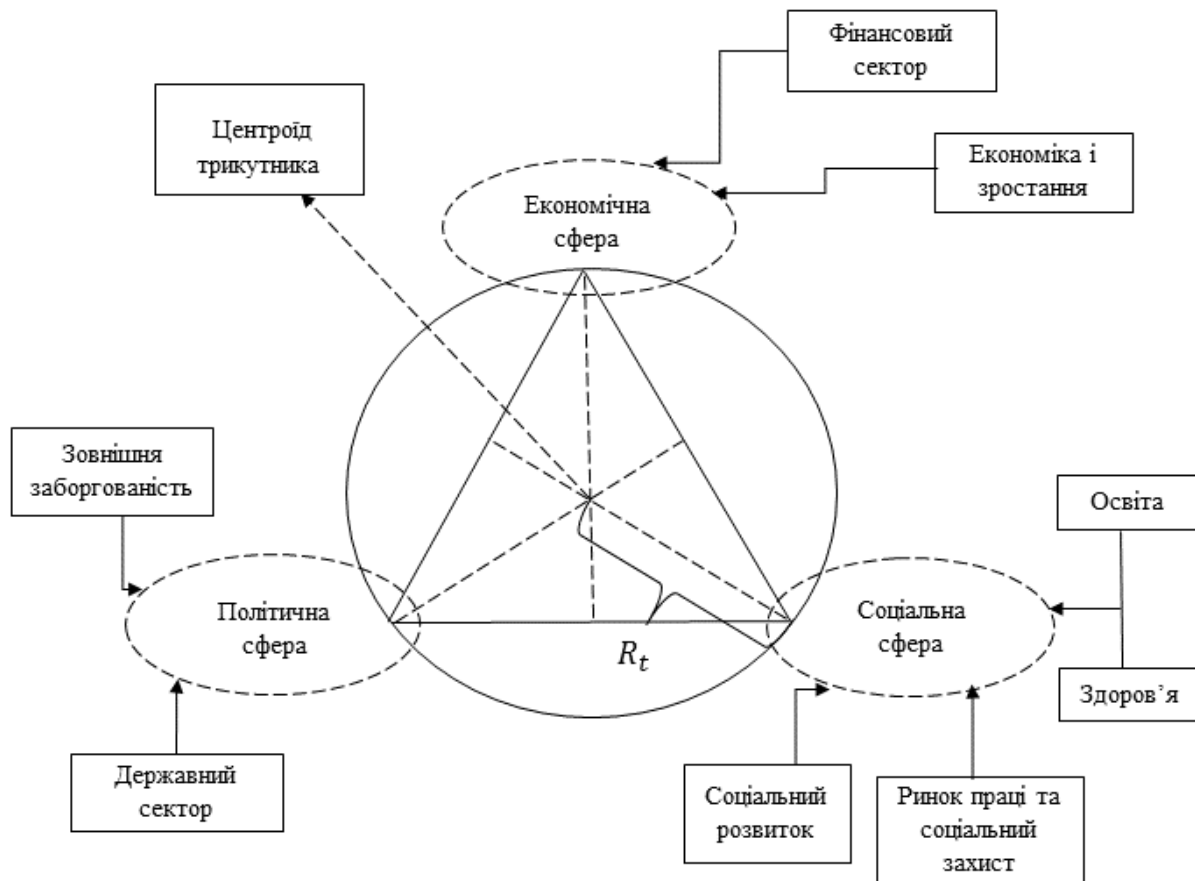 Фінансовий
сектор
Центроїд
трикутника
Економіка і
зростання
Економічна
сфера
Зовнішня
заборгованість
Освіта
Політична
сфера
Соціальна
сфера
R_t
Здоров’я
Державний
сектор
Соціальний
розвиток
Ринок праці та
соціальний
захист